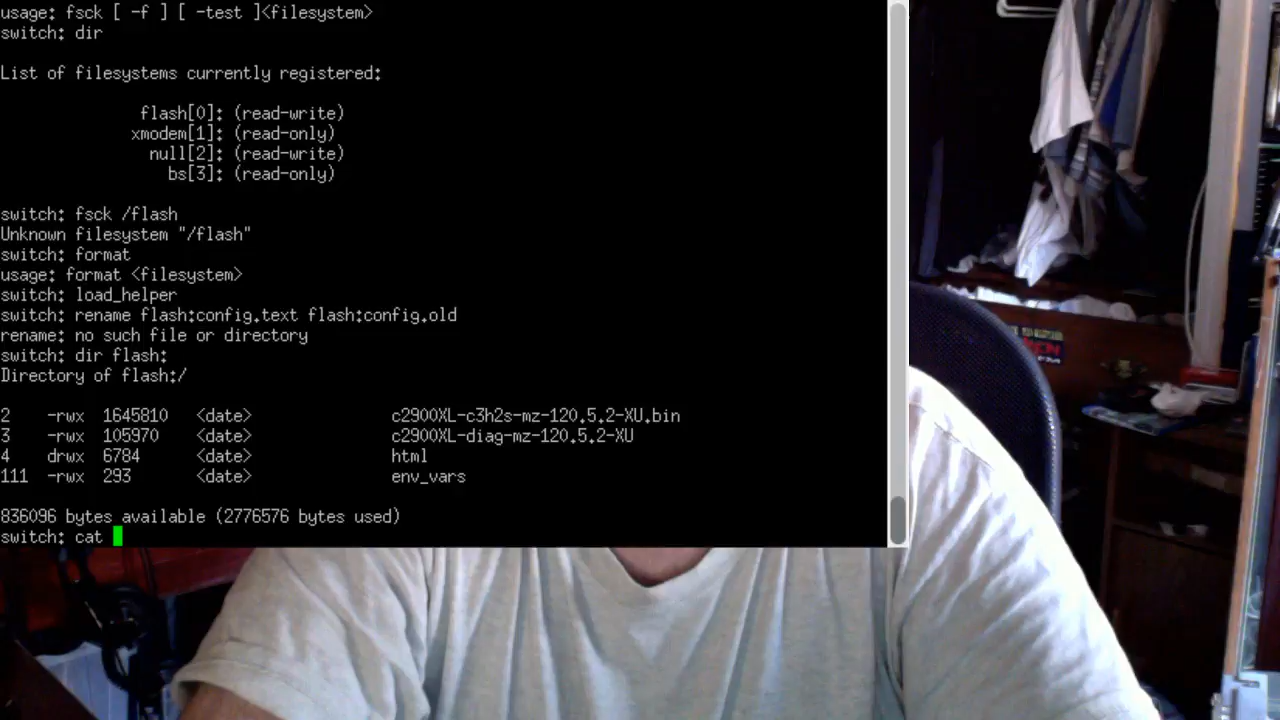 usage: fsck [ -f ] [ -test ]<filesystem>
switch: dir
List of filesystems currently registered:
flash[0]: (read-write)
xmodem[1]: (read-only)
null[2]: (read-write)
bs[3]: (read-only)
switch: fsck /flash
Unknown filesystem "/flash"
switch: format
usage: format <filesystem>
switch: load_helper
switch: rename flash:config.text flash:config.old
rename: no such file or directory
switch: dir flash:
Directory of flash:/
2 -rwx 1645810 <date> c2900XL-c3h2s-mz-120.5.2-XU.bin
3 -rwx 105970 <date> c2900XL-diag-mz-120.5.2-XU
4 drwx 6784 <date> html
111 -rwx 293 <date> env_vars
836096 bytes available (2776576 bytes used)
switch: cat